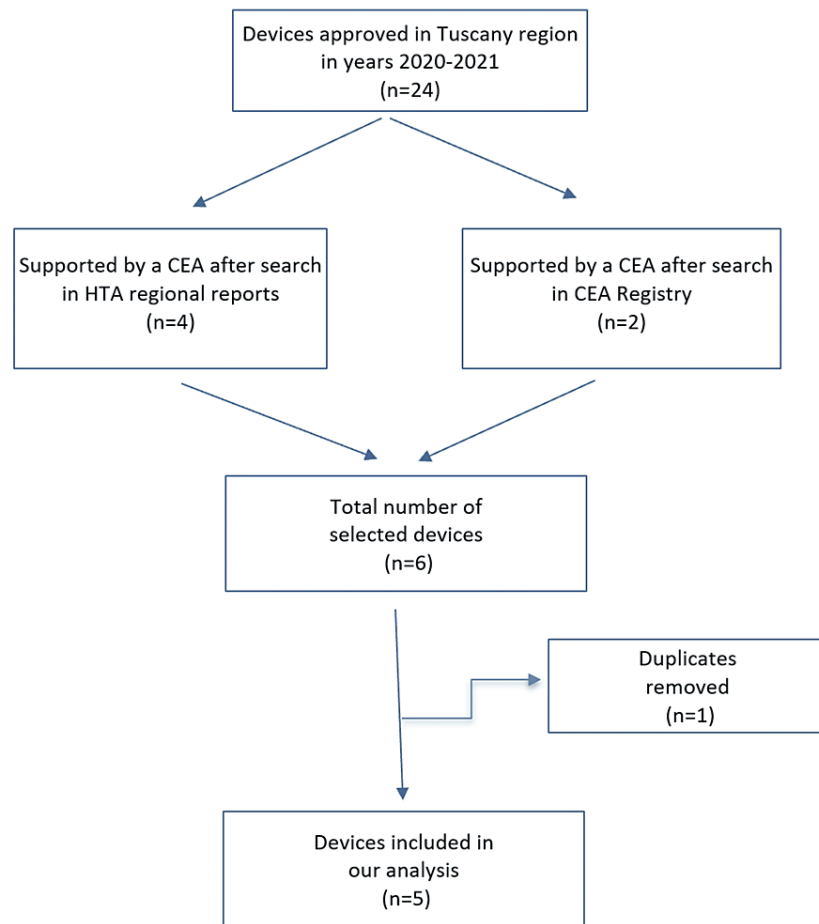 Devices approved in Tuscany region
in years 2020-2021
(n=24)
Supported by a CEA after search
in HTA regional reports
(n=4)
Supported by a CEA after search
in CEA Registry
(n=2)
Total number of
selected devices
(n=6)
Duplicates
removed
(n=1)
Devices included in
our analysis
(n=5)